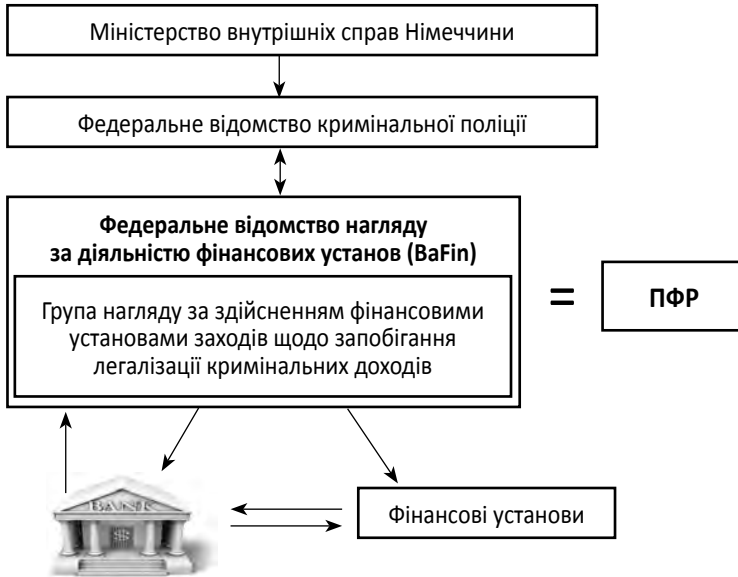 Міністерство внутрішніх справ Німеччини
Федеральне відомство кримінальної поліції
Федеральне відомство нагляду
за діяльністю фінансових установ (BaFin)
Група нагляду за здійсненням фінансовими
установами заходів щодо запобігання
легалізації кримінальних доходів
=
ПФР
BANK
$
Фінансові установи